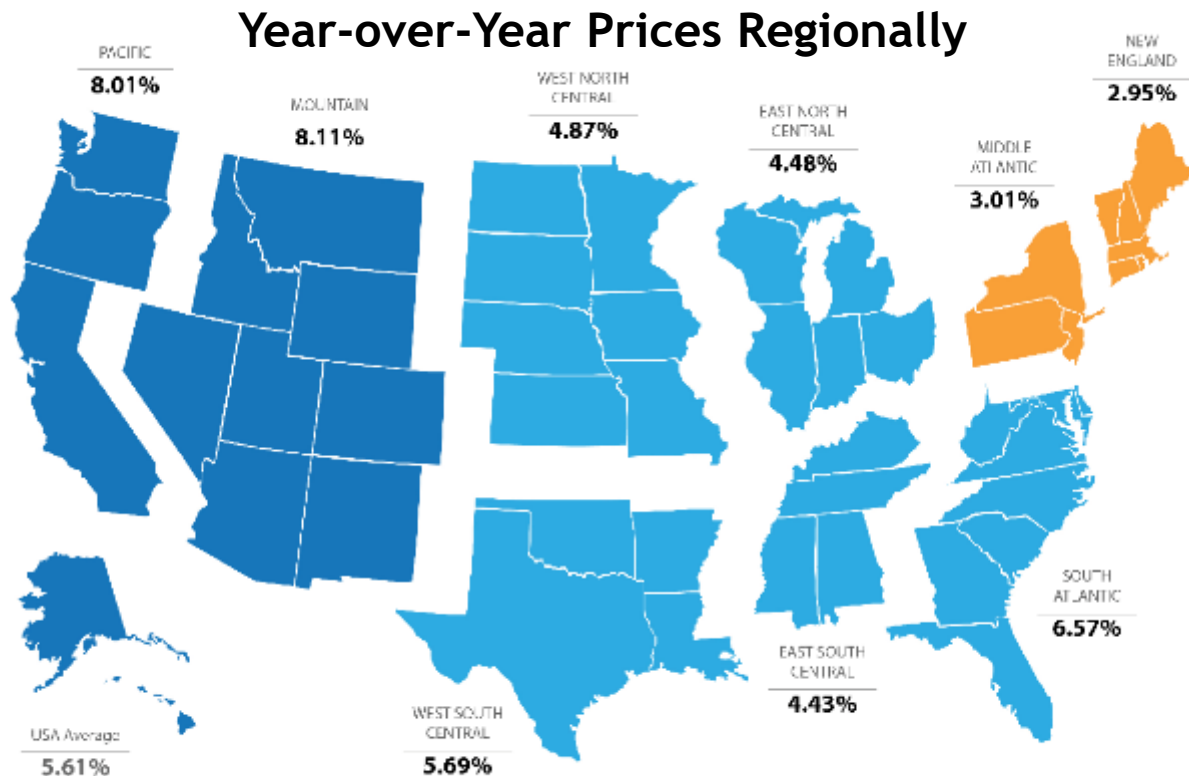 Year-over-Year Prices Regionally
PACIFIC
8.01%
MOUNTAIN
8.11%
WEST NORTH
CENTRAL
4.87%
EAST NORTH
CENTRAL
4.48%
MIDDLE
ATLANTIC
3.01%
NEW
ENGLAND
2.95%
SOUTH
ATLANTIC
6.57%
EAST SOUTH
CENTRAL
4.43%
WEST SOUTH
CENTRAL
5.69%
USA Average
5.61%